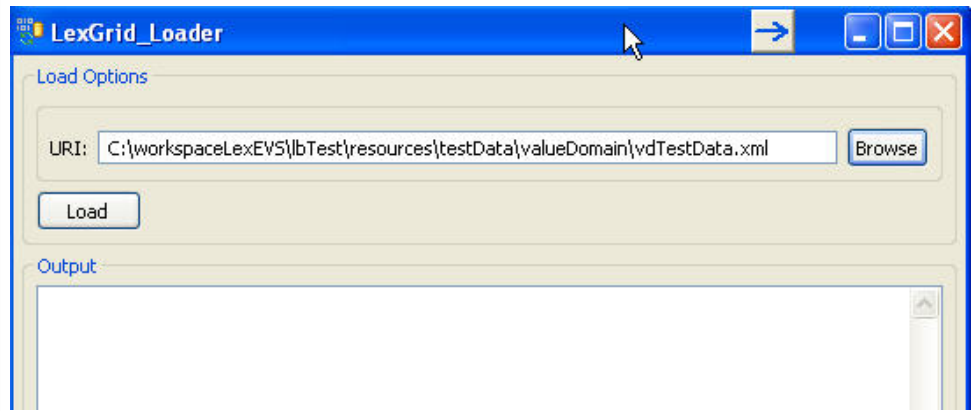 LexGrid_Loader
Load Options
URI: C:\workspaceLexEVS\lbTest\resources\testData\valueDomain\vdTestData.xml Browse
Load
Output